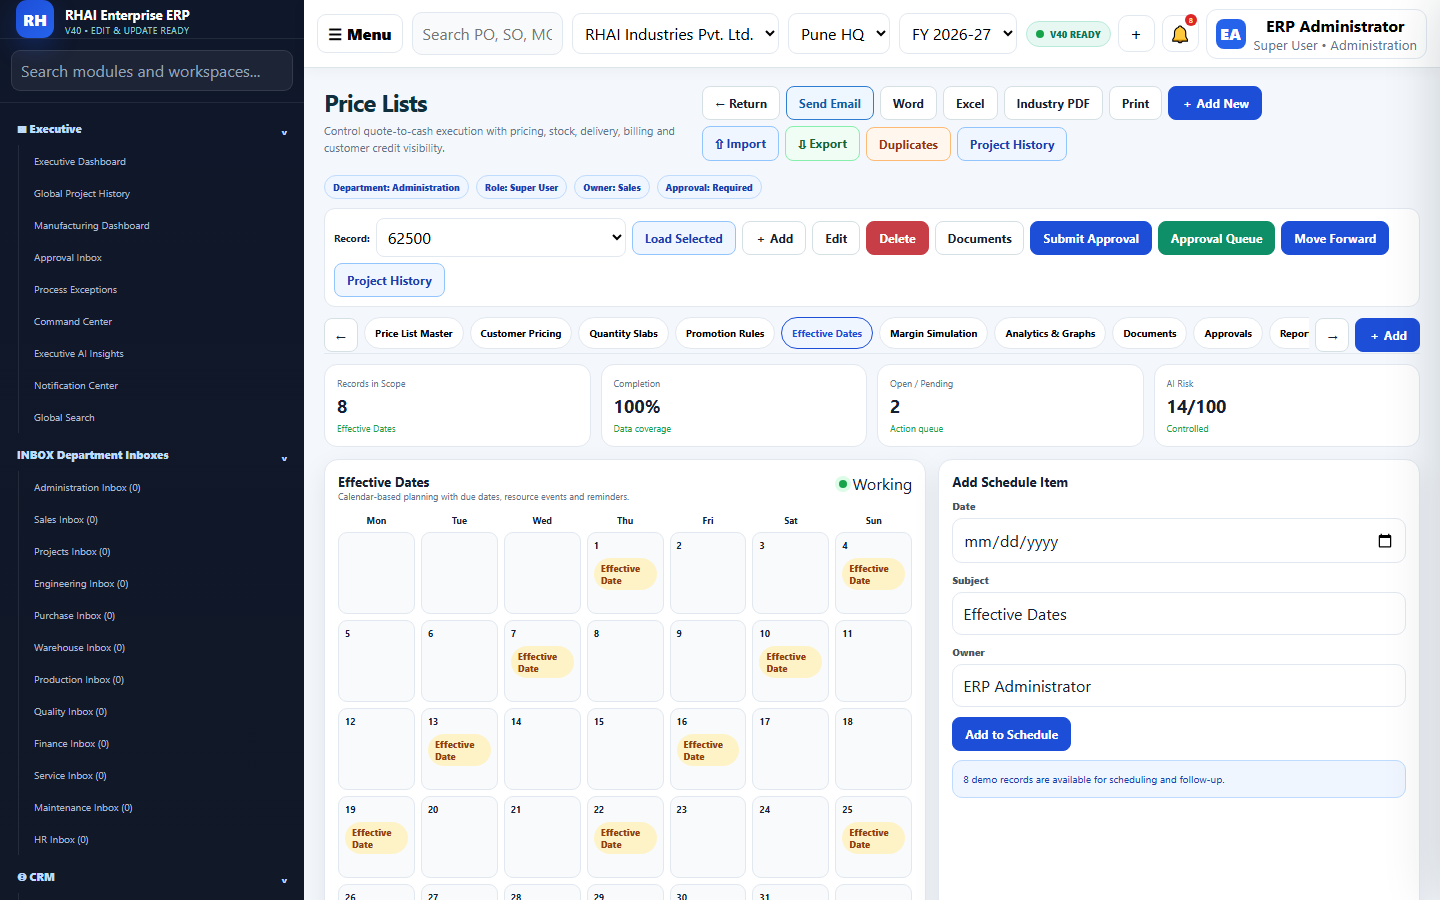 RH
RHAI Enterprise ERP
V40 • EDIT & UPDATE READY
Search modules and workspaces...
Executive
Executive Dashboard
Global Project History
Manufacturing Dashboard
Approval Inbox
Process Exceptions
Command Center
Executive AI Insights
Notification Center
Global Search
INBOX Department Inboxes
Administration Inbox (0)
Sales Inbox (0)
Projects Inbox (0)
Engineering Inbox (0)
Purchase Inbox (0)
Warehouse Inbox (0)
Production Inbox (0)
Quality Inbox (0)
Finance Inbox (0)
Service Inbox (0)
Maintenance Inbox (0)
HR Inbox (0)
CRM
☰ Menu
Search PO, SO, MC
RHAI Industries Pvt. Ltd.
Pune HQ
FY 2026-27
V40 READY
+
8
EA
ERP Administrator
Super User • Administration
Price Lists
Control quote-to-cash execution with pricing, stock, delivery, billing and
customer credit visibility.
← Return
Send Email
Word
Excel
Industry PDF
Print
+ Add New
⇧ Import
⇩ Export
Duplicates
Project History
Department: Administration
Role: Super User
Owner: Sales
Approval: Required
Record:
62500
Load Selected
+ Add
Edit
Delete
Documents
Submit Approval
Approval Queue
Move Forward
Project History
←
Price List Master
Customer Pricing
Quantity Slabs
Promotion Rules
Effective Dates
Margin Simulation
Analytics & Graphs
Documents
Approvals
Repor
→
+ Add
Records in Scope
8
Effective Dates
Completion
100%
Data coverage
Open / Pending
2
Action queue
AI Risk
14/100
Controlled
Effective Dates
Calendar-based planning with due dates, resource events and reminders.
Working
Mon Tue Wed Thu Fri Sat Sun
1
Effective
Date
2
3
4
Effective
Date
5
6
7
Effective
Date
8
9
10
Effective
Date
11
12
13
Effective
Date
14
15
16
Effective
Date
17
18
19
Effective
Date
20
21
22
Effective
Date
23
24
25
Effective
Date
26
27
28
29
30
31
Add Schedule Item
Date
mm/dd/yyyy
Subject
Effective Dates
Owner
ERP Administrator
Add to Schedule
8 demo records are available for scheduling and follow-up.